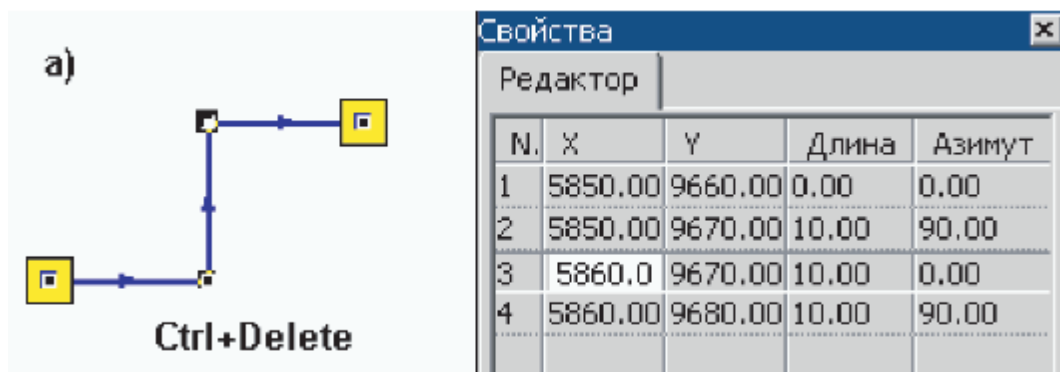 а)
Ctrl+Delete
Свойства
Редактор
N. X Y Длина Азимут
1 5850.00 9660.00 0.00 0.00
2 5850.00 9670.00 10.00 90.00
3 5860.0 9670.00 10.00 0.00
4 5860.00 9680.00 10.00 90.00